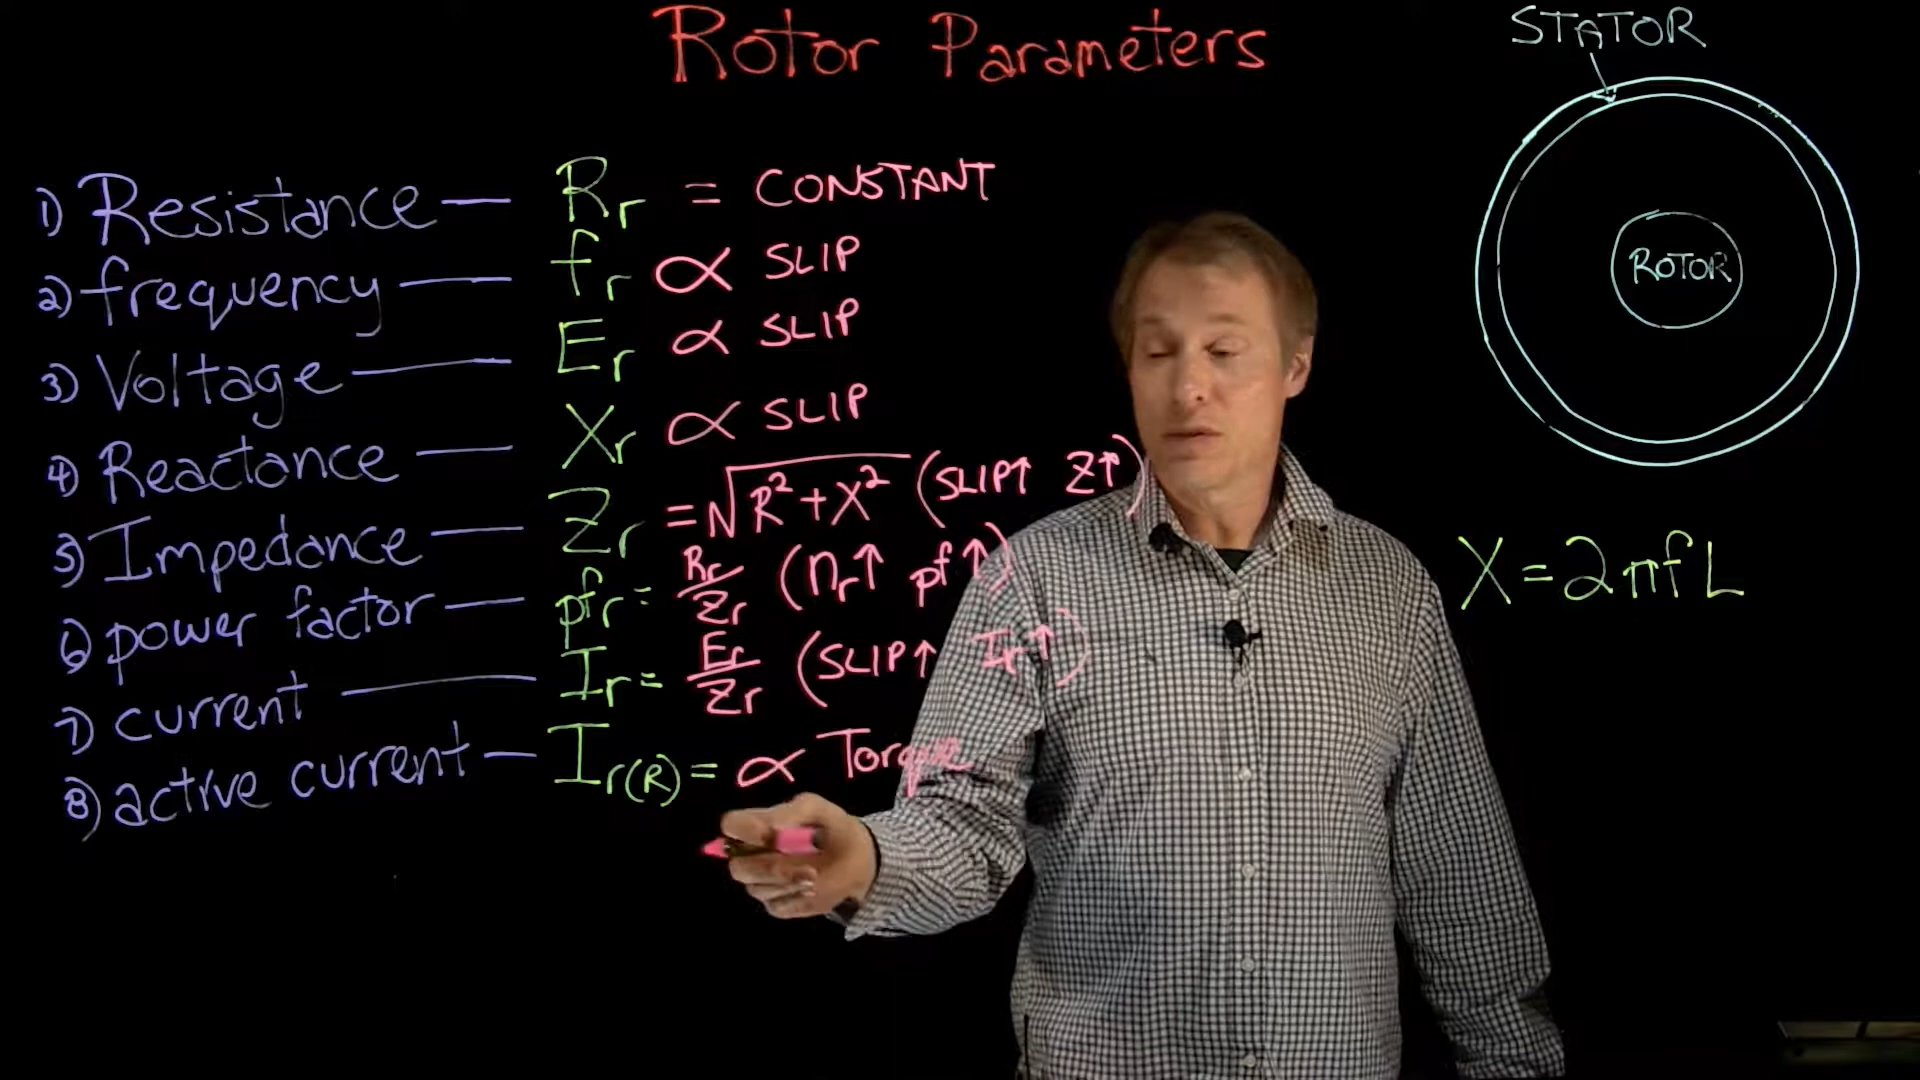 Rotor Parameters
STATOR
ROTOR
1) Resistance — Rr = CONSTANT
2) frequency — fr ∝ SLIP
3) Voltage — Er ∝ SLIP
4) Reactance — Xr ∝ SLIP
5) Impedance — Zr = √R²+X² (SLIP↑ Z↑)
6) power factor — pfr = Rr/Zr (nr↑ pf↑)
7) current — Ir = Er/Zr (SLIP↑ Ir↑)
8) active current — Ir(R) = ∝ Torque
X = 2πfL